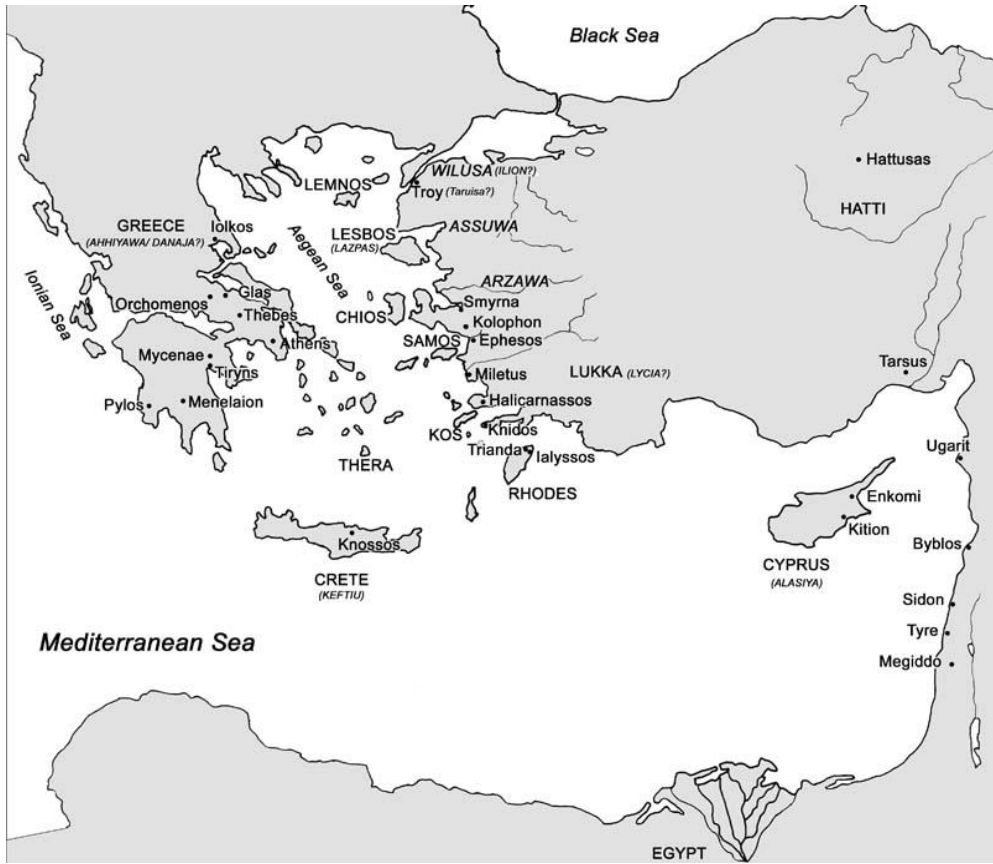 Black Sea
Hattusas
HATTI
WILUSA (ILION?)
LEMNOS
Troy (Taruisa?)
GREECE
Iolkos
(AHHIYAWA/ DANAJA?)
LESBOS
(LAZPAS)
ASSUWA
Aegean Sea
Ionian Sea
ARZAWA
Orchomenos
Glas
Thebes
CHIOS
Smyrna
Kolophon
Athens
SAMOS
Ephesos
Mycenae
Tiryns
Miletus
LUKKA (LYCIA?)
Tarsus
Pylos
Menelaion
Halicarnassos
KOS
Khidos
THERA
Trianda
Ialyssos
RHODES
Ugarit
Enkomi
Kition
Knossos
Byblos
CRETE
(KEFTIU)
CYPRUS
(ALASIYA)
Sidon
Mediterranean Sea
Tyre
Megiddo
EGYPT